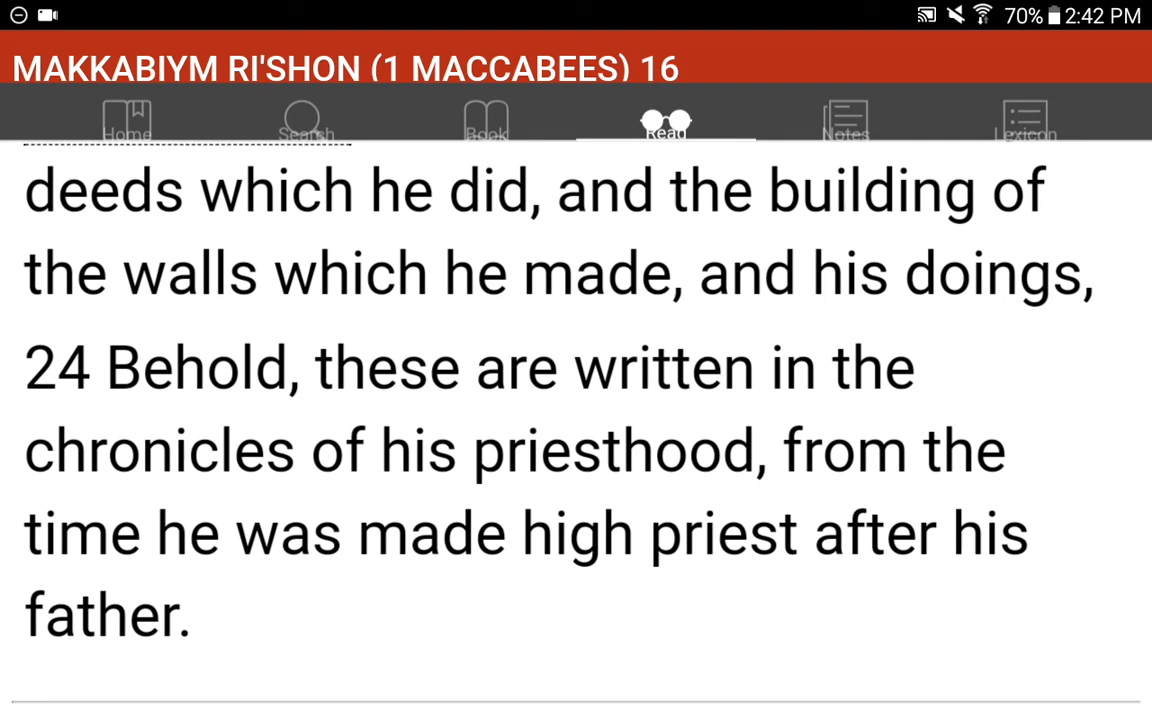 70% 2:42 PM
MAKKABIYM RI'SHON (1 MACCABEES) 16
Home Search Book Read Notes Lexicon
deeds which he did, and the building of
the walls which he made, and his doings,
24 Behold, these are written in the
chronicles of his priesthood, from the
time he was made high priest after his
father.